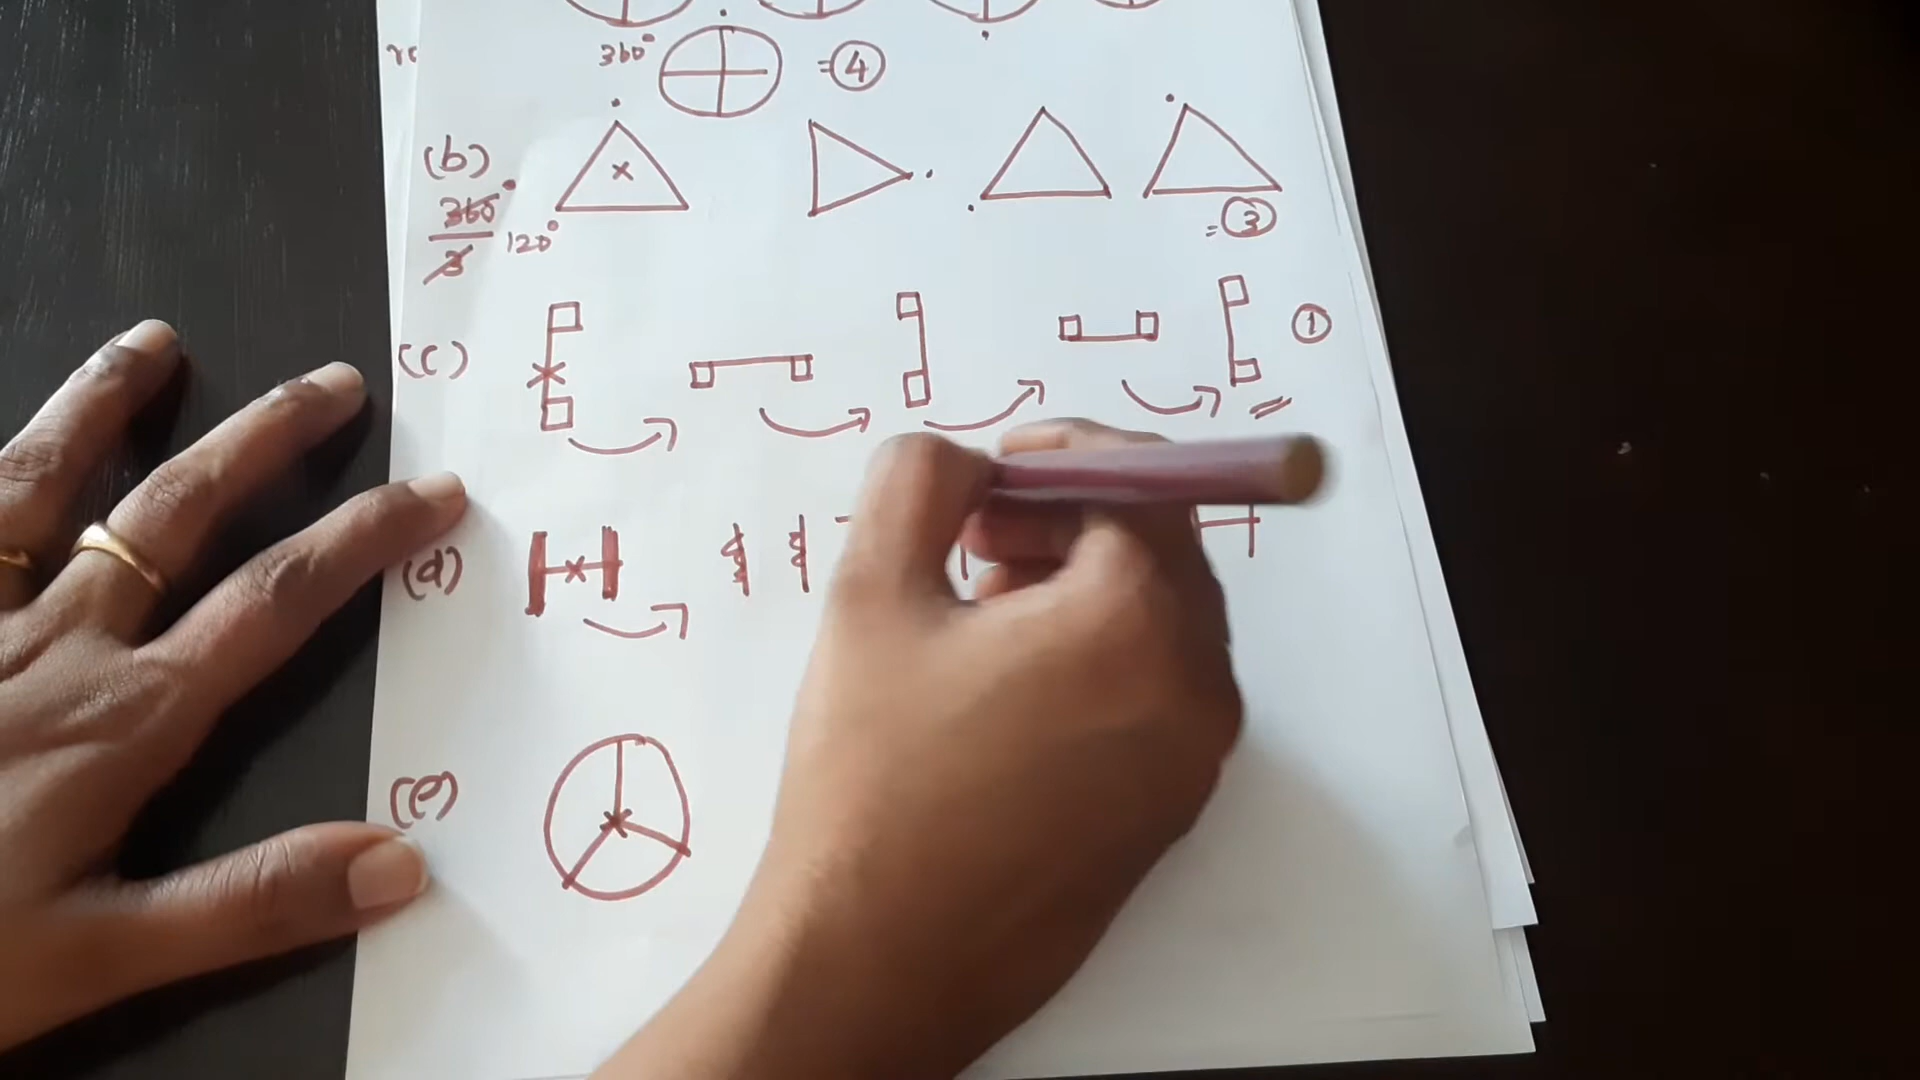 360°
= 4
(b)
x
360°
3 120°
= 3
(c)
x
1
(d)
x
(e)
x